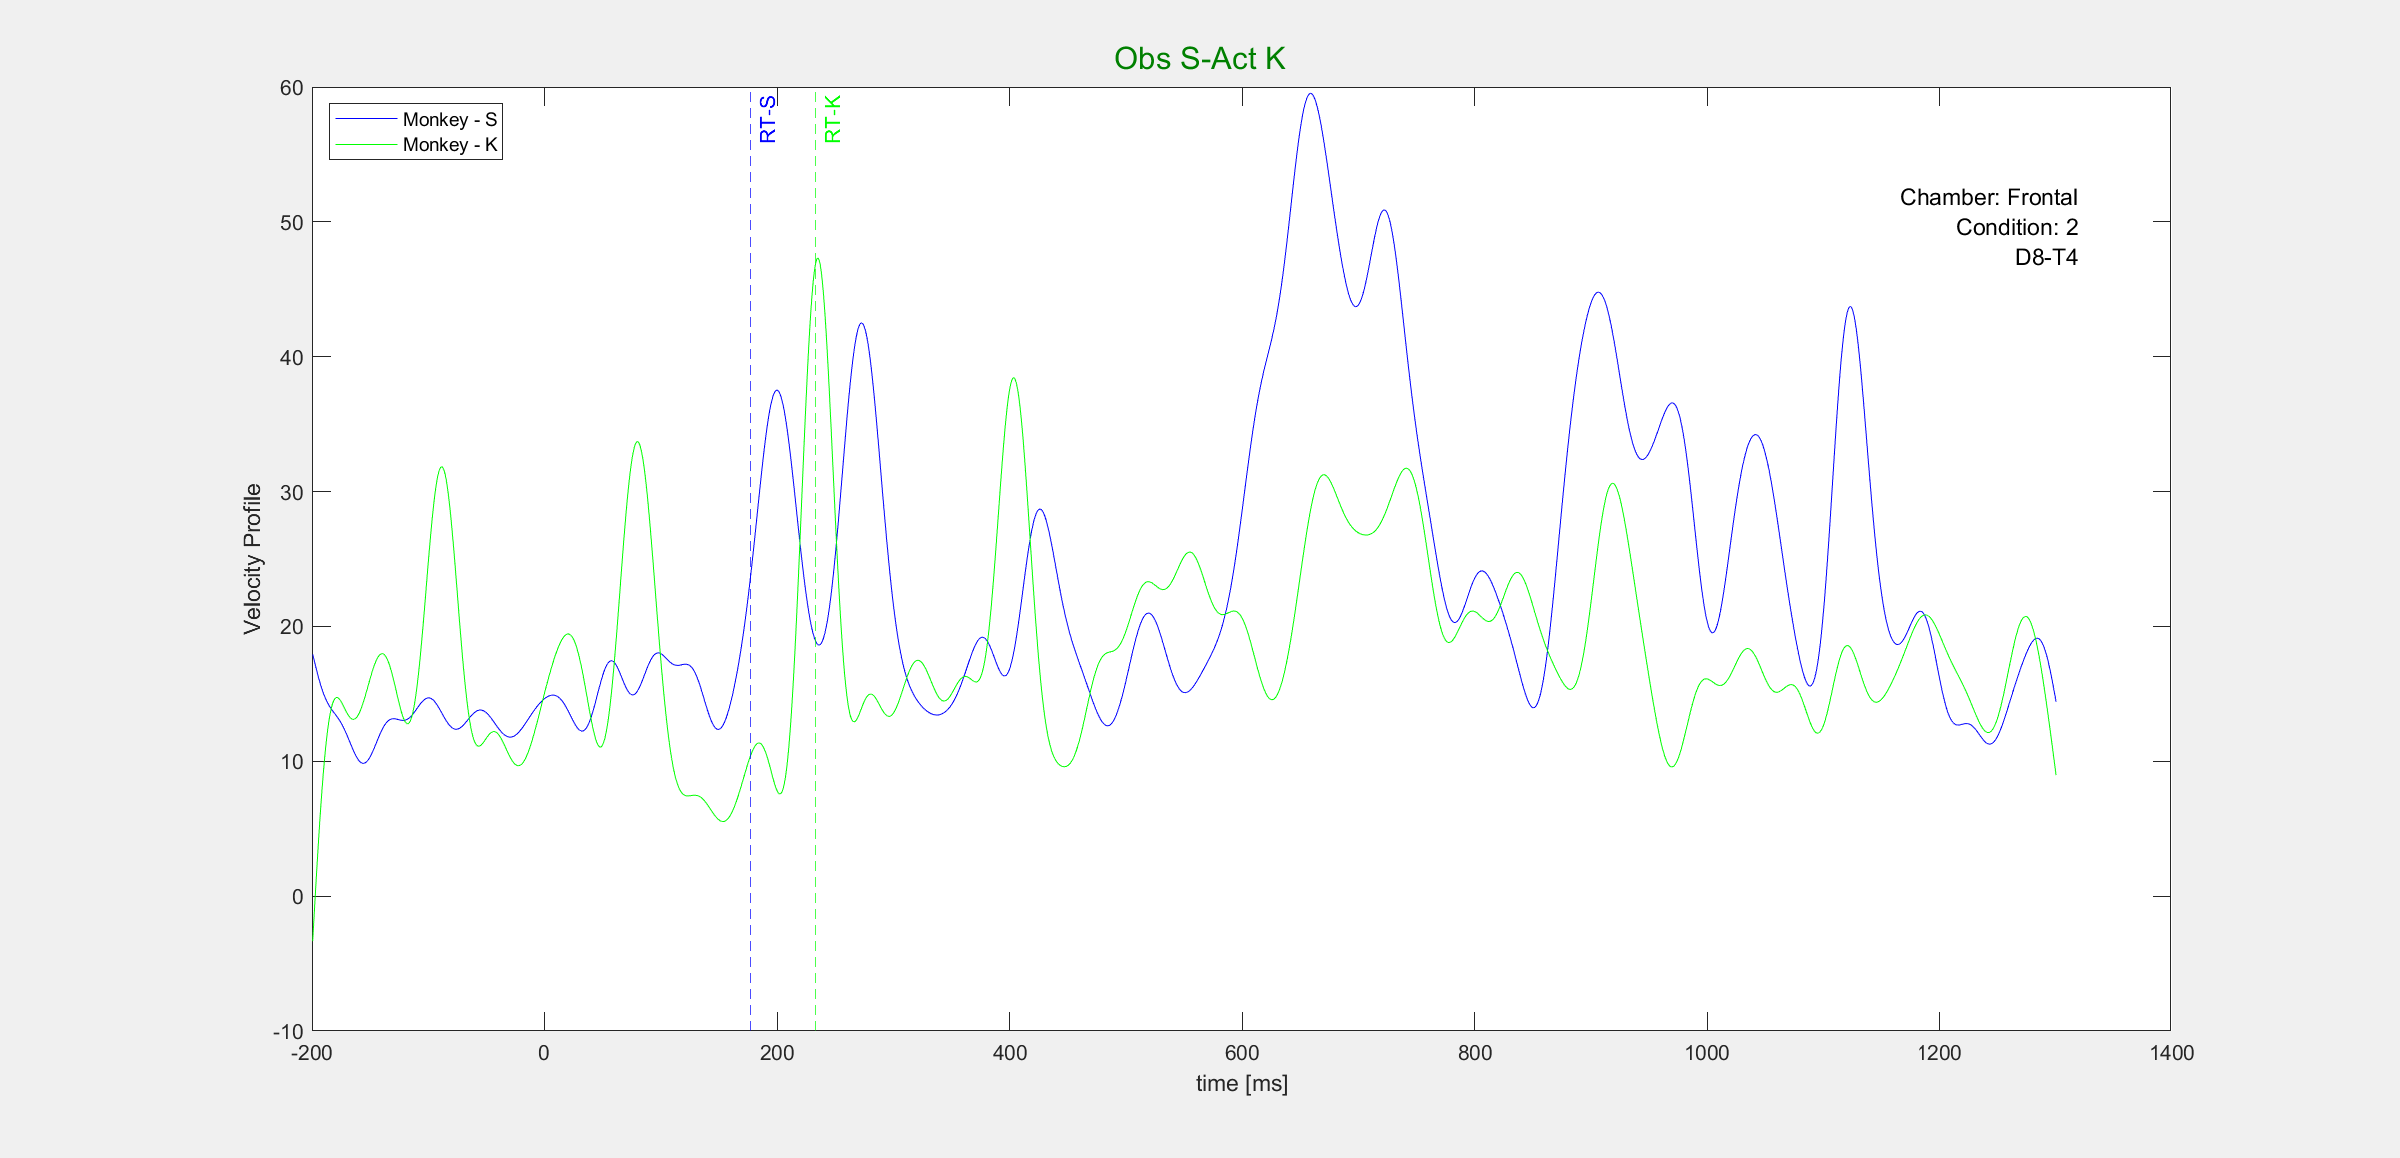 Obs S-Act K
60
50
40
30
20
10
0
-10
Velocity Profile
Monkey - S
Monkey - K
RT-S
RT-K
Chamber: Frontal
Condition: 2
D8-T4
-200 0 200 400 600 800 1000 1200 1400
time [ms]